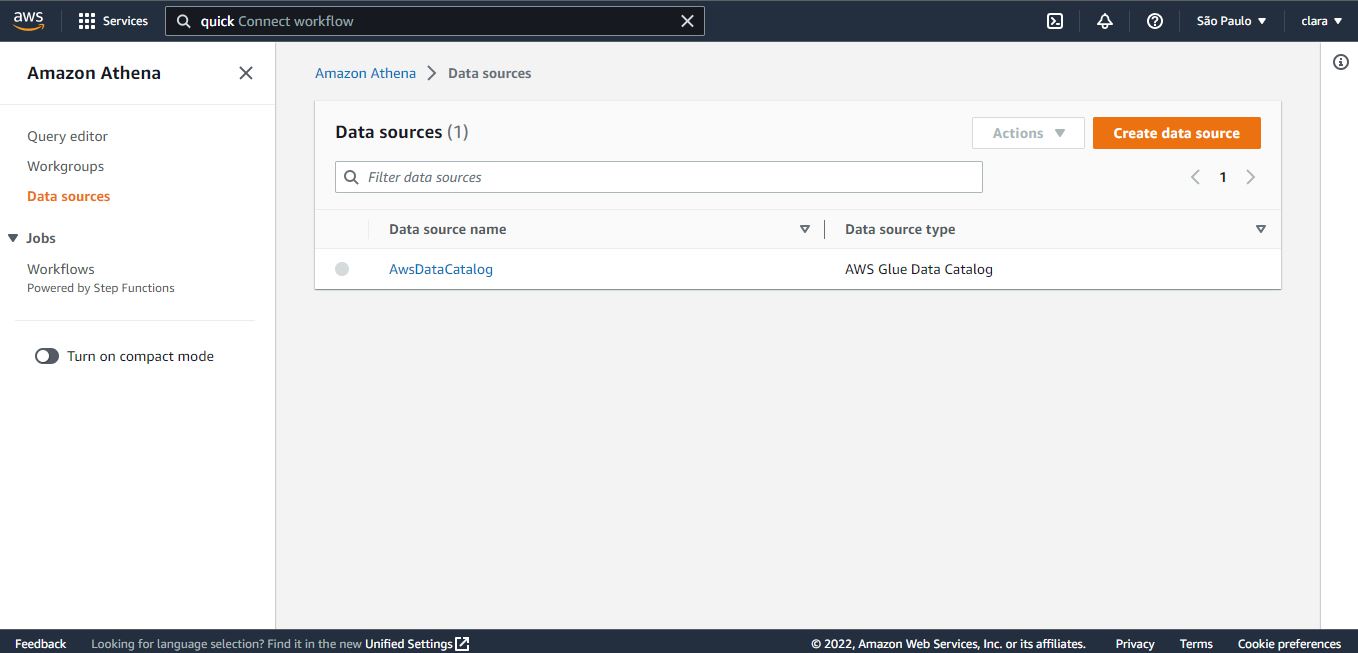 aws
Services
quick Connect workflow
São Paulo
clara
Amazon Athena
Query editor
Workgroups
Data sources
Jobs
Workflows
Powered by Step Functions
Turn on compact mode
Amazon Athena
Data sources
Data sources (1)
Actions
Create data source
Filter data sources
1
Data source name
Data source type
AwsDataCatalog
AWS Glue Data Catalog
Feedback
Looking for language selection? Find it in the new Unified Settings
© 2022, Amazon Web Services, Inc. or its affiliates.
Privacy
Terms
Cookie preferences